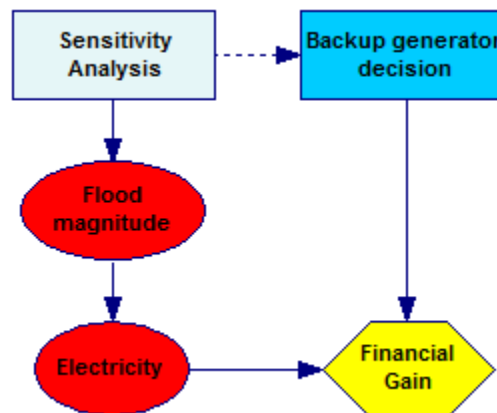 Sensitivity
Analysis
Backup generator
decision
Flood
magnitude
Electricity
Financial
Gain